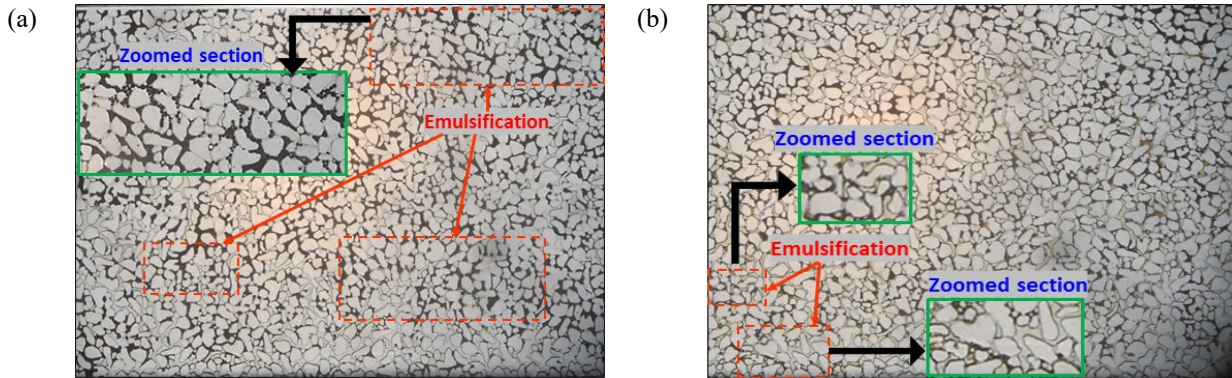 (a)
Zoomed section
Emulsification
(b)
Zoomed section
Emulsification
Zoomed section